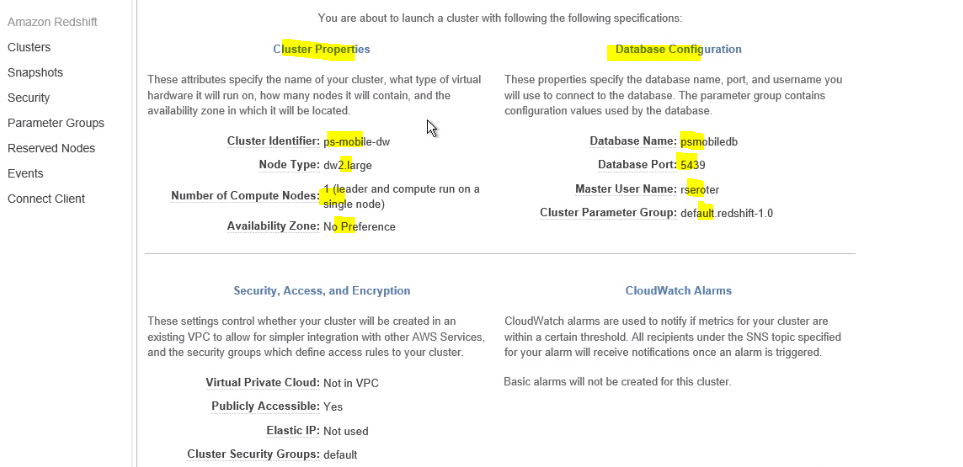 You are about to launch a cluster with following the following specifications:
Amazon Redshift
Clusters
Snapshots
Security
Parameter Groups
Reserved Nodes
Events
Connect Client
Cluster Properties
These attributes specify the name of your cluster, what type of virtual
hardware it will run on, how many nodes it will contain, and the
availability zone in which it will be located.
Cluster Identifier: ps-mobile-dw
Node Type: dw2.large
Number of Compute Nodes: 1 (leader and compute run on a
single node)
Availability Zone: No Preference
Database Configuration
These properties specify the database name, port, and username you
will use to connect to the database. The parameter group contains
configuration values used by the database.
Database Name: psmobiledb
Database Port: 5439
Master User Name: rseroter
Cluster Parameter Group: default.redshift-1.0
Security, Access, and Encryption
These settings control whether your cluster will be created in an
existing VPC to allow for simpler integration with other AWS Services,
and the security groups which define access rules to your cluster.
Virtual Private Cloud: Not in VPC
Publicly Accessible: Yes
Elastic IP: Not used
Cluster Security Groups: default
CloudWatch Alarms
CloudWatch alarms are used to notify if metrics for your cluster are
within a certain threshold. All recipients under the SNS topic specified
for your alarm will receive notifications once an alarm is triggered.
Basic alarms will not be created for this cluster.